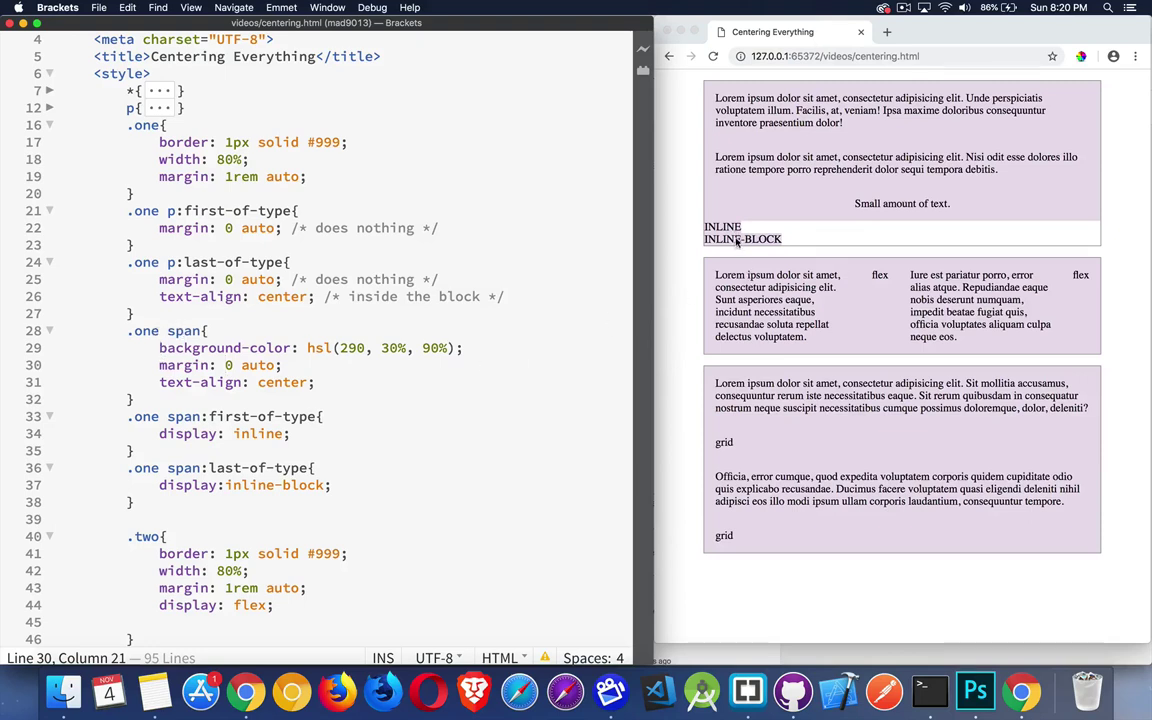 Brackets File Edit Find View Navigate Emmet Window Debug Help
86% Sun 8:20 PM
videos/centering.html (mad9013) — Brackets
4 <meta charset="UTF-8">
5 <title>Centering Everything</title>
6 <style>
7 *{ ··· }
12 p{ ··· }
16 .one{
17 border: 1px solid #999;
18 width: 80%;
19 margin: 1rem auto;
20 }
21 .one p:first-of-type{
22 margin: 0 auto; /* does nothing */
23 }
24 .one p:last-of-type{
25 margin: 0 auto; /* does nothing */
26 text-align: center; /* inside the block */
27 }
28 .one span{
29 background-color: hsl(290, 30%, 90%);
30 margin: 0 auto;
31 text-align: center;
32 }
33 .one span:first-of-type{
34 display: inline;
35 }
36 .one span:last-of-type{
37 display:inline-block;
38 }
39
40 .two{
41 border: 1px solid #999;
42 width: 80%;
43 margin: 1rem auto;
44 display: flex;
45
46 }
Line 30, Column 21 — 95 Lines
INS UTF-8 HTML Spaces: 4
Centering Everything
127.0.0.1:65372/videos/centering.html
Lorem ipsum dolor sit amet, consectetur adipisicing elit. Unde perspiciatis
voluptatem illum. Facilis, at, veniam! Ipsa maxime doloribus consequuntur
inventore praesentium dolor!
Lorem ipsum dolor sit amet, consectetur adipisicing elit. Nisi odit esse dolores illo
ratione tempore porro reprehenderit dolor sequi tempora debitis.
Small amount of text.
INLINE
INLINE-BLOCK
Lorem ipsum dolor sit amet,
consectetur adipisicing elit.
Sunt asperiores eaque,
incidunt necessitatibus
recusandae soluta repellat
delectus voluptatem.
flex
Iure est pariatur porro, error
alias atque. Repudiandae eaque
nobis deserunt numquam,
impedit beatae fugiat quis,
officia voluptates aliquam culpa
neque eos.
flex
Lorem ipsum dolor sit amet, consectetur adipisicing elit. Sit mollitia accusamus,
consequuntur rerum iste necessitatibus eaque. Sit rerum quibusdam in consequatur
nostrum neque suscipit necessitatibus cumque possimus doloremque, dolor, deleniti?
grid
Officia, error cumque, quod expedita voluptatem corporis quidem cupiditate odio
quis explicabo recusandae. Ducimus facere voluptatem quasi eligendi deleniti nihil
adipisci eos illo modi ipsum voluptatum corporis laudantium, consequuntur tempore.
grid
s ago
NOV
4
1
Ps